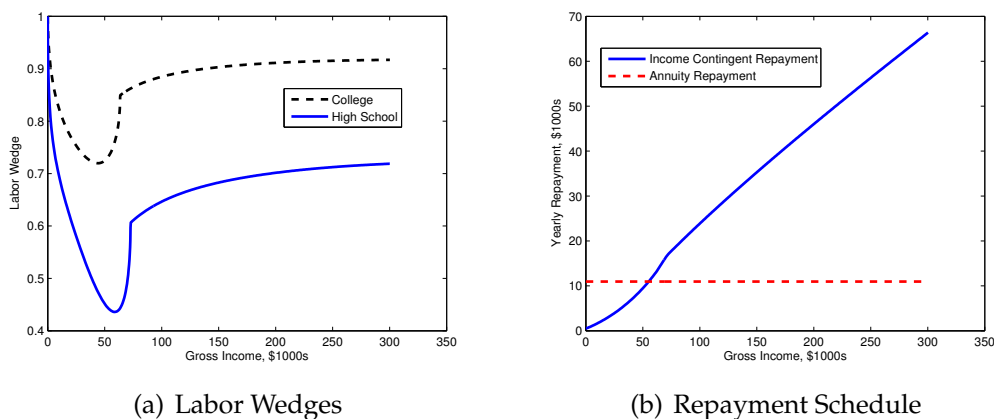 1
0.9
0.8
0.7
0.6
0.5
0.4
0 50 100 150 200 250 300 350
Labor Wedge
Gross Income, $1000s
College
High School
(a) Labor Wedges
70
60
50
40
30
20
10
0
0 50 100 150 200 250 300 350
Yearly Repayment, $1000s
Gross Income, $1000s
Income Contingent Repayment
Annuity Repayment
(b) Repayment Schedule